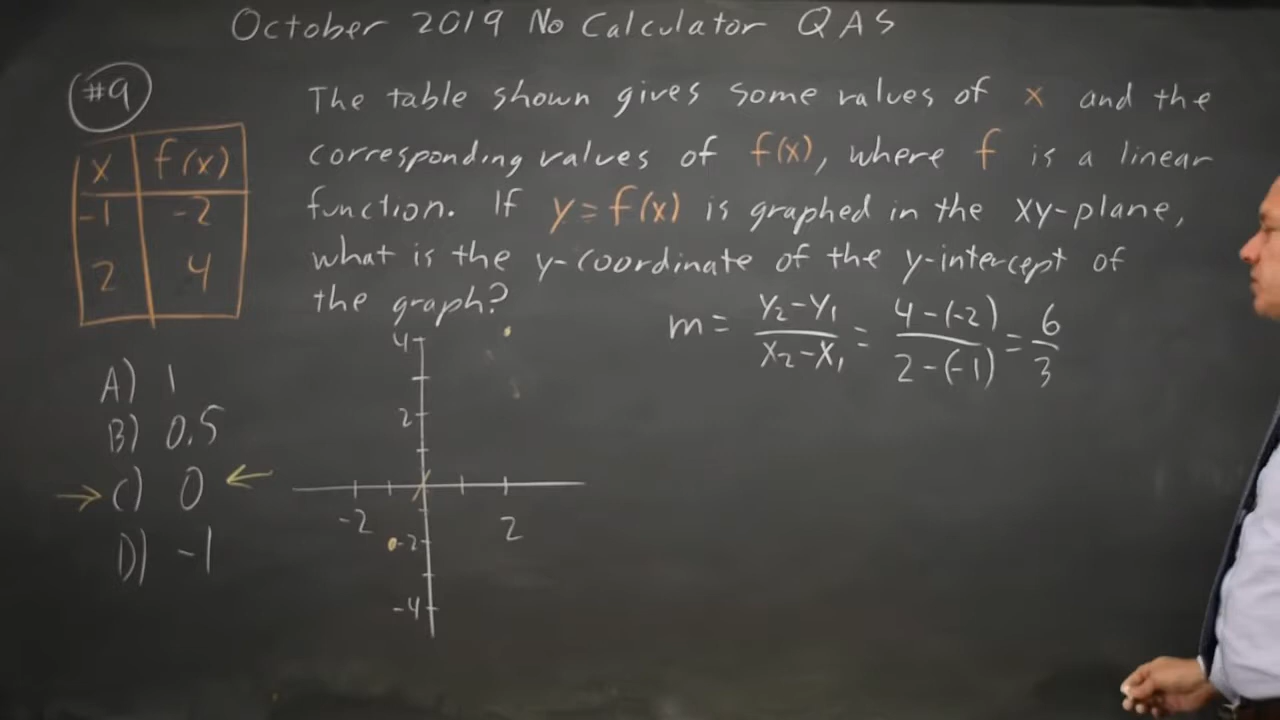 October 2019 No Calculator QAS
#9
The table shown gives some values of x and the
corresponding values of f(x), where f is a linear
function. If y=f(x) is graphed in the xy-plane,
what is the y-coordinate of the y-intercept of
the graph?
x f(x)
-1 -2
2 4
m = (y₂-y₁)/(x₂-x₁) = (4-(-2))/(2-(-1)) = 6/3
A) 1
B) 0.5
C) 0
D) -1
4
2
-2 2
-2
-4